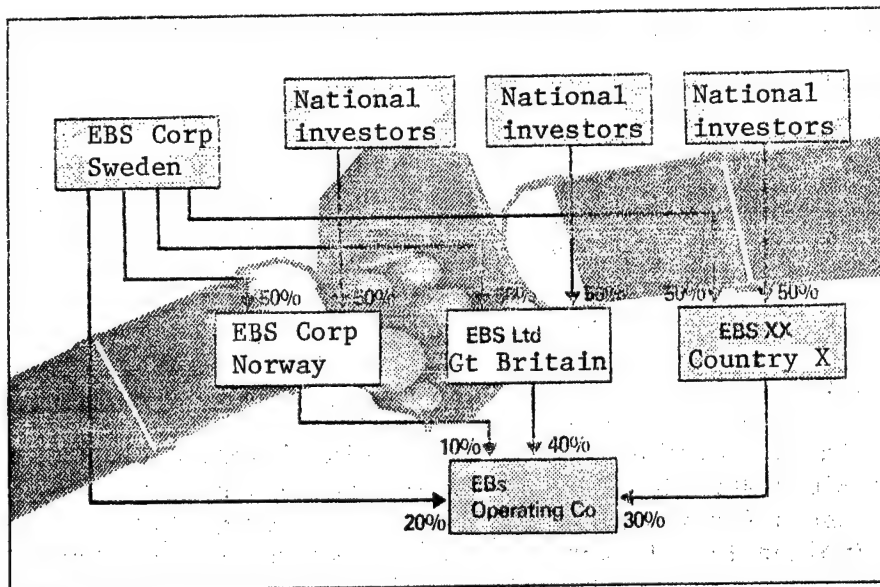 National
investors
National
investors
National
investors
EBS Corp
Sweden
50%
50%
50%
50%
50%
EBS Corp
Norway
EBS Ltd
Gt Britain
EBS XX
Country X
10%
40%
EBs
Operating Co
20%
30%